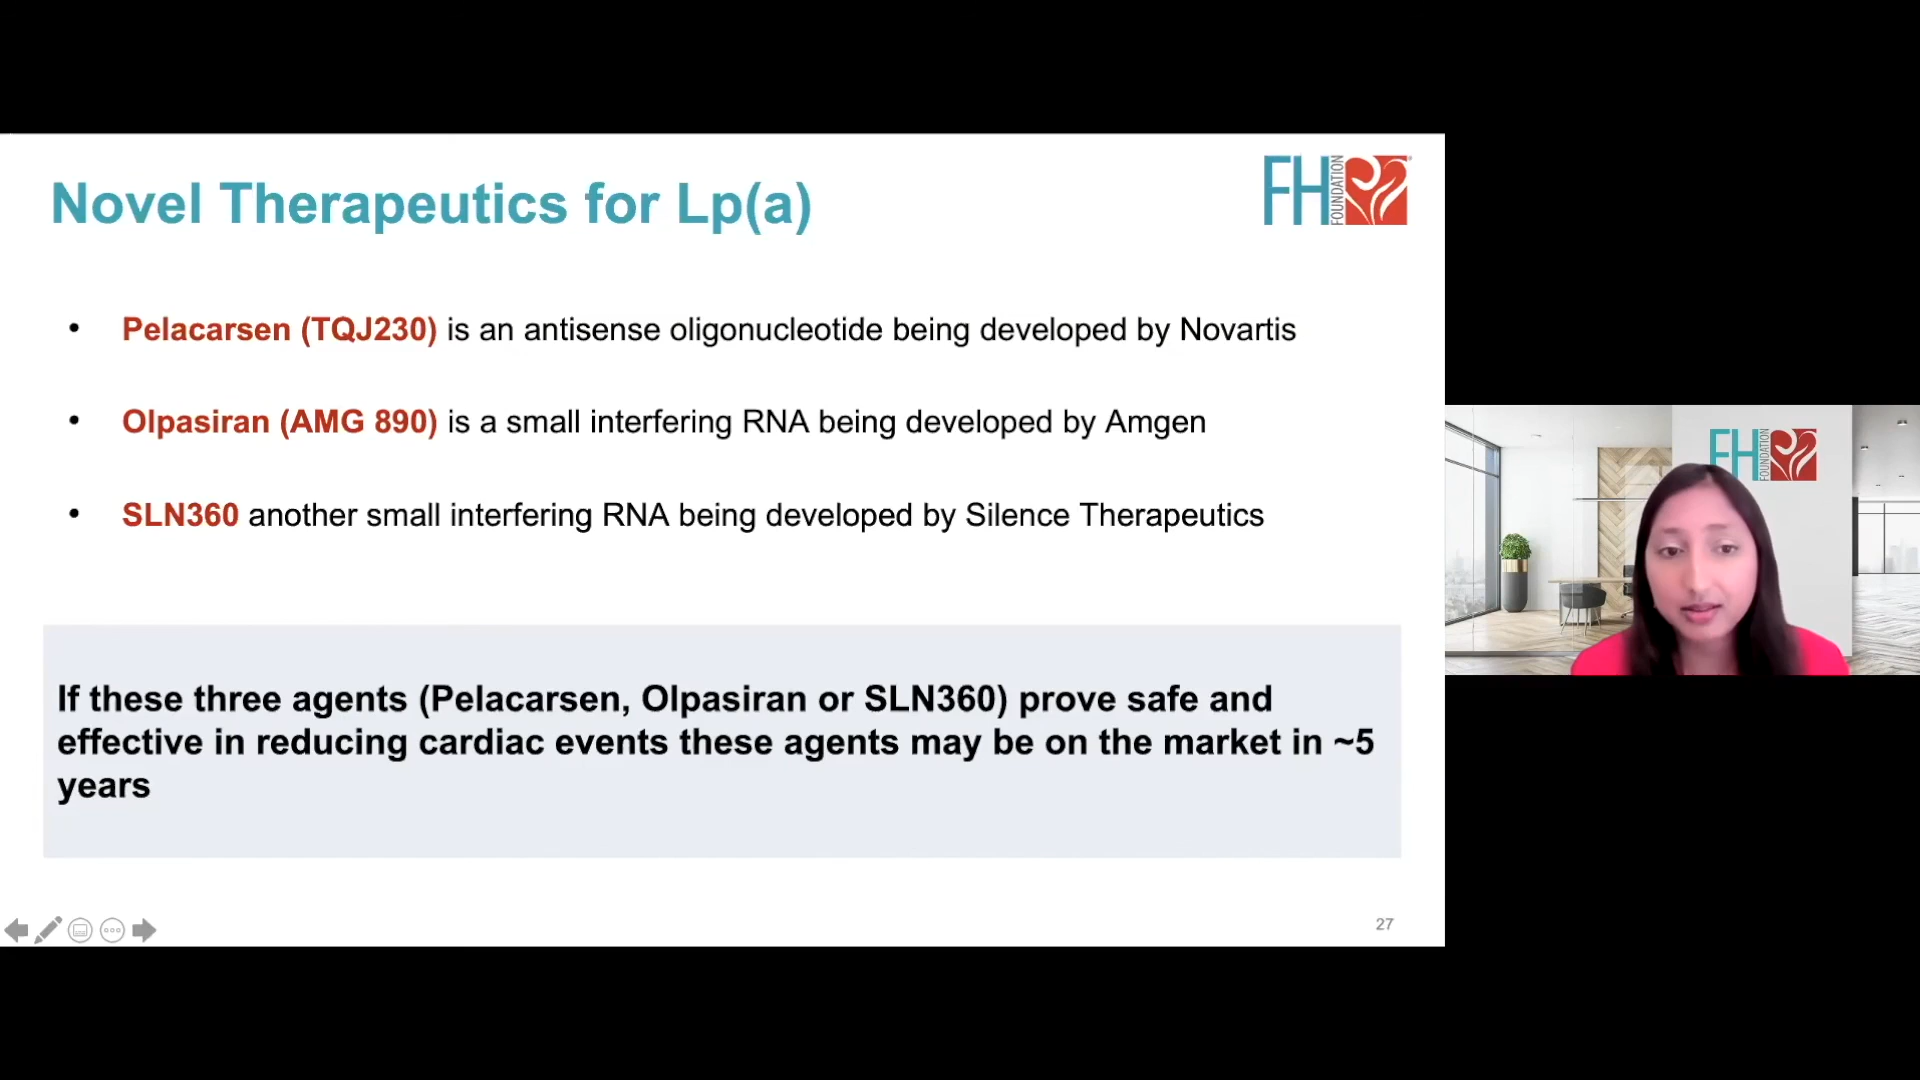 Novel Therapeutics for Lp(a)
FH FOUNDATION
• Pelacarsen (TQJ230) is an antisense oligonucleotide being developed by Novartis
• Olpasiran (AMG 890) is a small interfering RNA being developed by Amgen
• SLN360 another small interfering RNA being developed by Silence Therapeutics
If these three agents (Pelacarsen, Olpasiran or SLN360) prove safe and
effective in reducing cardiac events these agents may be on the market in ~5
years
27
FH FOUNDATION